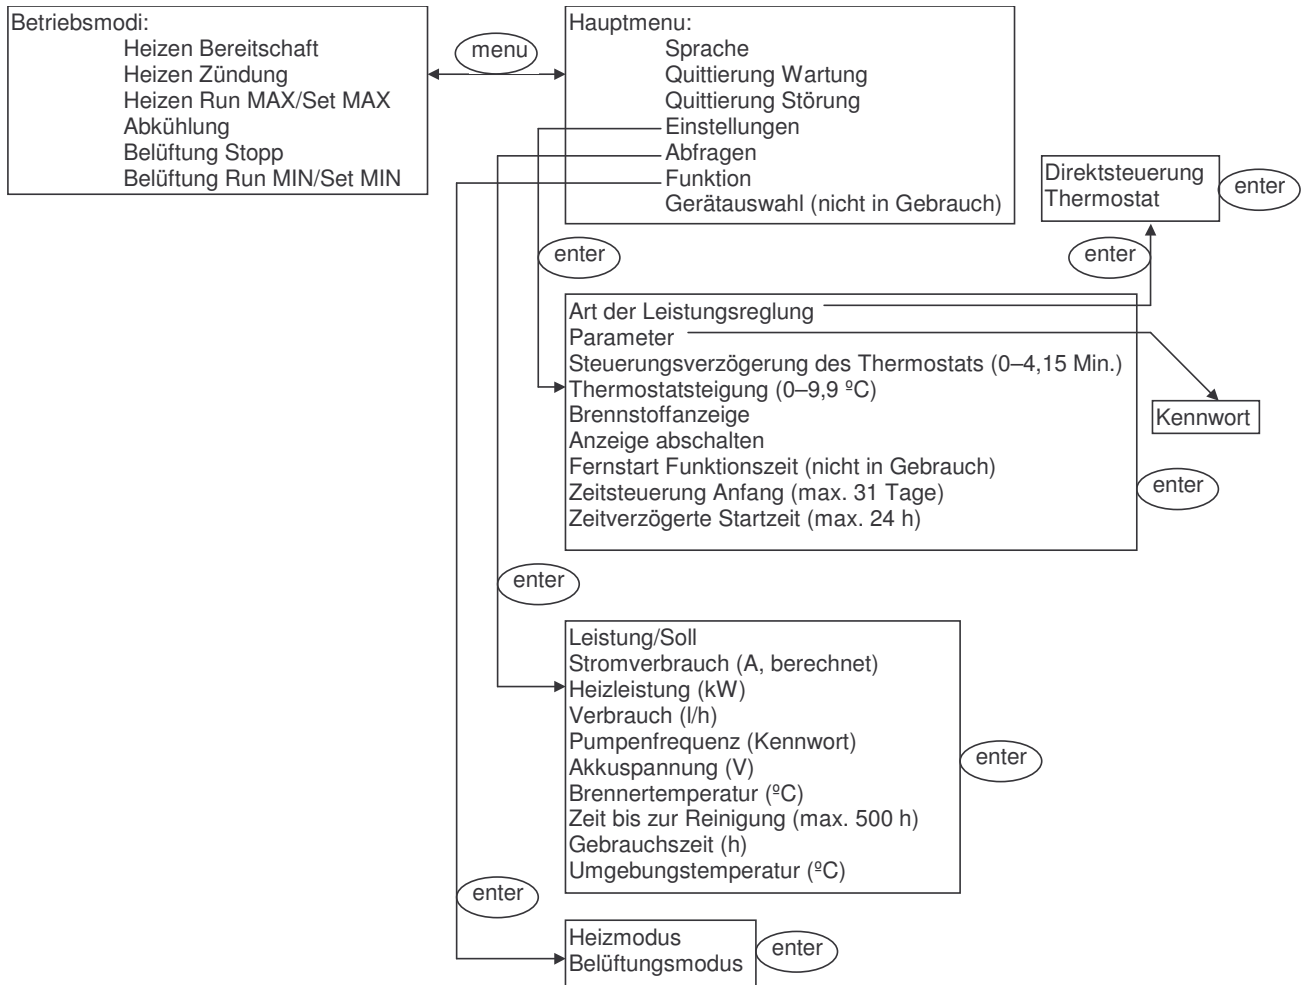 Betriebsmodi:
Heizen Bereitschaft
Heizen Zündung
Heizen Run MAX/Set MAX
Abkühlung
Belüftung Stopp
Belüftung Run MIN/Set MIN
menu
Hauptmenu:
Sprache
Quittierung Wartung
Quittierung Störung
Einstellungen
Abfragen
Funktion
Gerätauswahl (nicht in Gebrauch)
Direktsteuerung
Thermostat
enter
enter
enter
Art der Leistungsreglung
Parameter
Steuerungsverzögerung des Thermostats (0–4,15 Min.)
Thermostatsteigung (0–9,9 ºC)
Brennstoffanzeige
Anzeige abschalten
Fernstart Funktionszeit (nicht in Gebrauch)
Zeitsteuerung Anfang (max. 31 Tage)
Zeitverzögerte Startzeit (max. 24 h)
Kennwort
enter
enter
Leistung/Soll
Stromverbrauch (A, berechnet)
Heizleistung (kW)
Verbrauch (l/h)
Pumpenfrequenz (Kennwort)
Akkuspannung (V)
Brennertemperatur (ºC)
Zeit bis zur Reinigung (max. 500 h)
Gebrauchszeit (h)
Umgebungstemperatur (ºC)
enter
enter
Heizmodus
Belüftungsmodus
enter